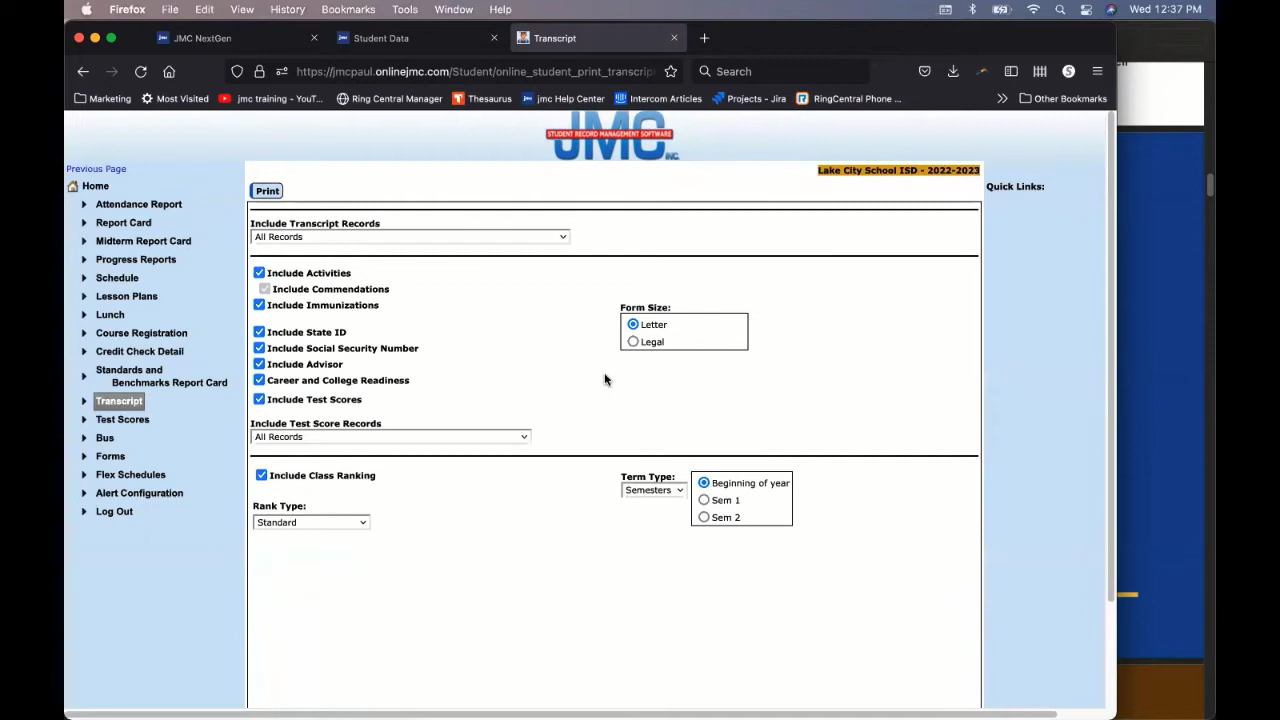 Firefox File Edit View History Bookmarks Tools Window Help Wed 12:37 PM
JMC NextGen Student Data Transcript
https://jmcpaul.onlinejmc.com/Student/online_student_print_transcrip Search
Marketing Most Visited jmc training - YouT... Ring Central Manager Thesaurus jmc Help Center Intercom Articles Projects - Jira RingCentral Phone ... Other Bookmarks
JMC INC.
STUDENT RECORD MANAGEMENT SOFTWARE
Previous Page
Lake City School ISD - 2022-2023
Home
Attendance Report
Report Card
Midterm Report Card
Progress Reports
Schedule
Lesson Plans
Lunch
Course Registration
Credit Check Detail
Standards and
Benchmarks Report Card
Transcript
Test Scores
Bus
Forms
Flex Schedules
Alert Configuration
Log Out
Print
Include Transcript Records
All Records
Include Activities
Include Commendations
Include Immunizations
Include State ID
Include Social Security Number
Include Advisor
Career and College Readiness
Include Test Scores
Form Size:
Letter
Legal
Include Test Score Records
All Records
Include Class Ranking
Rank Type:
Standard
Term Type:
Semesters
Beginning of year
Sem 1
Sem 2
Quick Links: